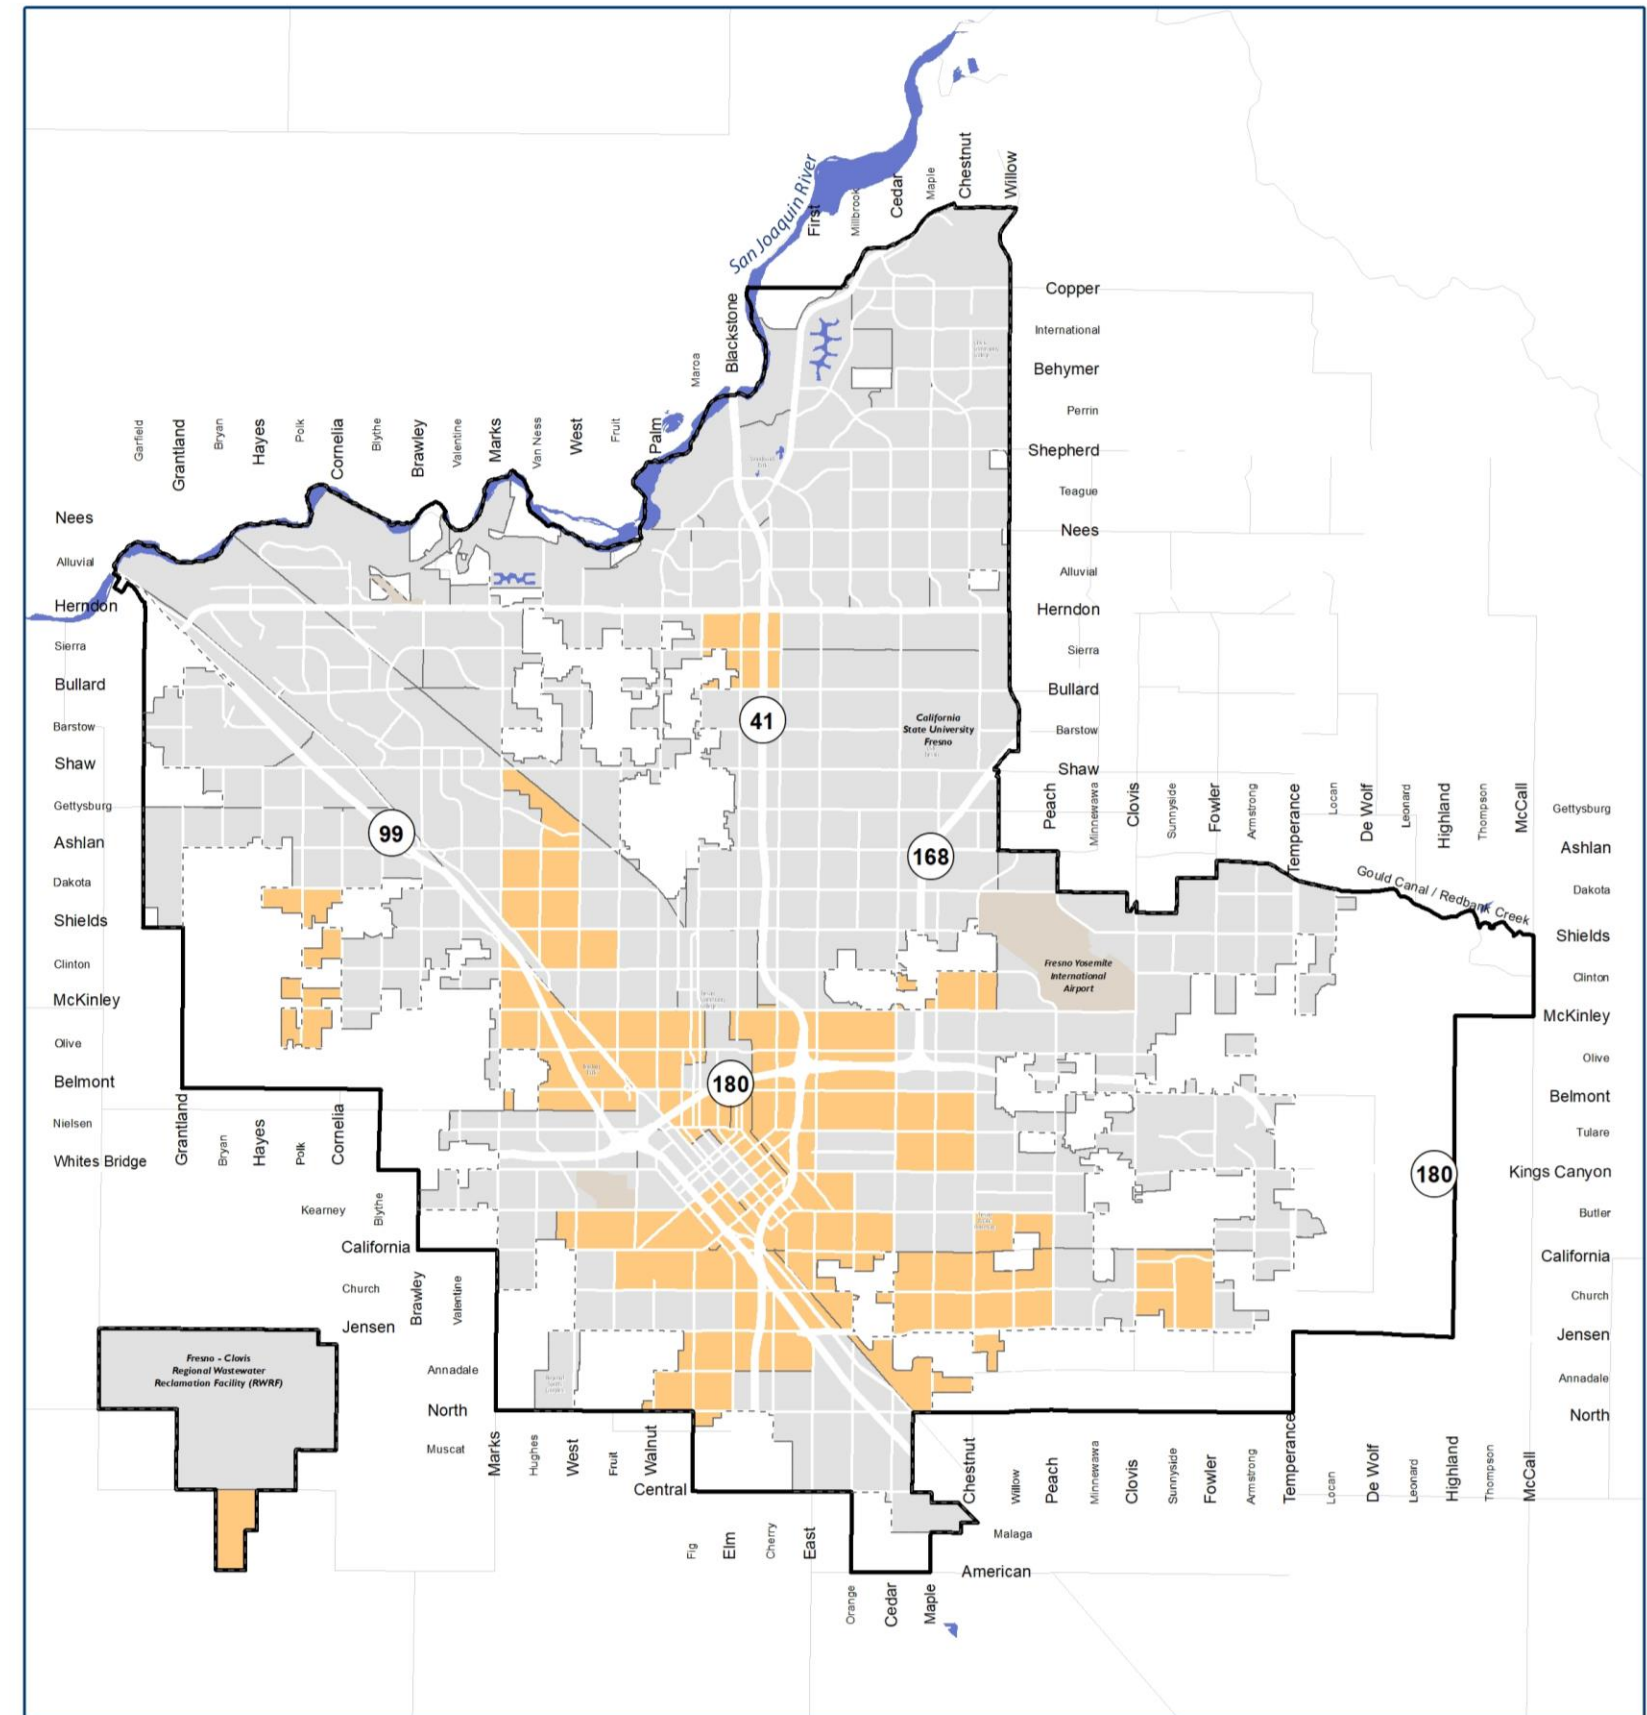 San Joaquin River
First
Millbrook
Cedar
Maple
Chestnut
Willow
Copper
International
Behymer
Perrin
Shepherd
Teague
Nees
Alluvial
Herndon
Sierra
Bullard
Barstow
Shaw
Maroa
Blackstone
Garfield
Grantland
Bryan
Hayes
Polk
Cornelia
Blythe
Brawley
Valentine
Marks
Van Ness
West
Fruit
Palm
Nees
Alluvial
Herndon
Sierra
Bullard
Barstow
Shaw
Gettysburg
Ashlan
Dakota
Shields
Clinton
McKinley
Olive
Belmont
Nielsen
Whites Bridge
41
California
State University
Fresno
99
168
180
180
Peach
Minnewawa
Clovis
Sunnyside
Fowler
Armstrong
Temperance
Locan
De Wolf
Leonard
Highland
Thompson
McCall
Gettysburg
Ashlan
Dakota
Gould Canal / Redbank Creek
Shields
Clinton
McKinley
Olive
Belmont
Tulare
Kings Canyon
Butler
California
Church
Jensen
Annadale
North
Fresno Yosemite
International
Airport
Grantland
Bryan
Hayes
Polk
Cornelia
Kearney
Blythe
California
Church
Brawley
Valentine
Jensen
Annadale
North
Muscat
Fresno - Clovis
Regional Wastewater
Reclamation Facility (RWRF)
Marks
Hughes
West
Fruit
Walnut
Central
Fig
Elm
Cherry
East
Orange
Cedar
Maple
American
Malaga
Chestnut
Willow
Peach
Minnewawa
Clovis
Sunnyside
Fowler
Armstrong
Temperance
Locan
De Wolf
Leonard
Highland
Thompson
McCall